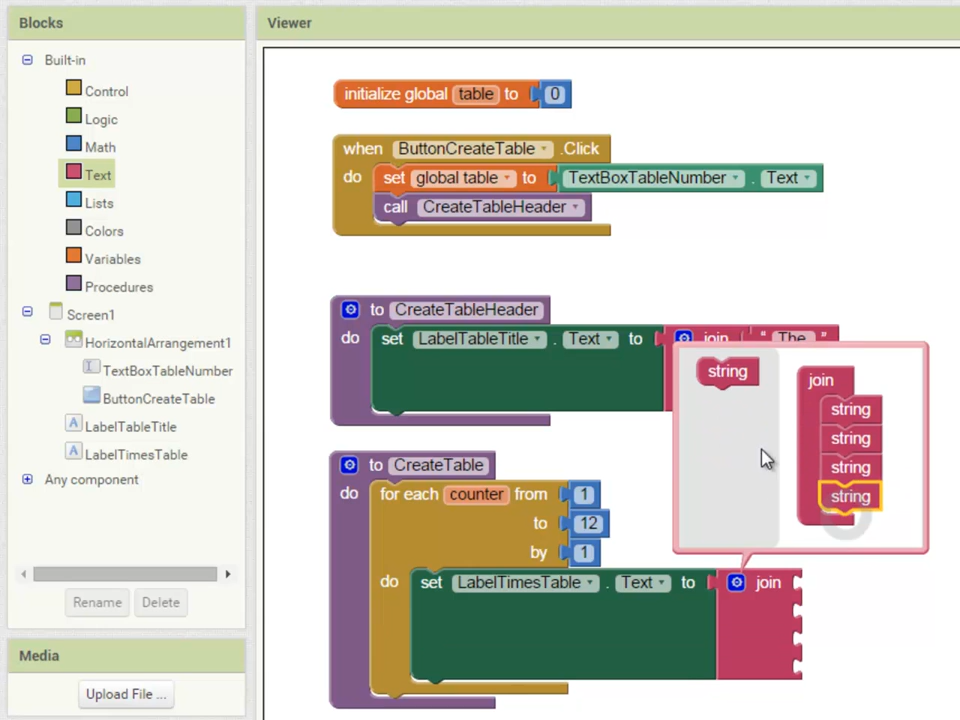 Blocks
Built-in
Control
Logic
Math
Text
Lists
Colors
Variables
Procedures
Screen1
HorizontalArrangement1
TextBoxTableNumber
ButtonCreateTable
LabelTableTitle
LabelTimesTable
Any component
Rename Delete
Media
Upload File ...
Viewer
initialize global table to 0
when ButtonCreateTable .Click
do set global table to TextBoxTableNumber . Text
call CreateTableHeader
to CreateTableHeader
do set LabelTableTitle . Text to join " The "
string
join
string
string
string
string
to CreateTable
do for each counter from 1
to 12
by 1
do set LabelTimesTable . Text to join